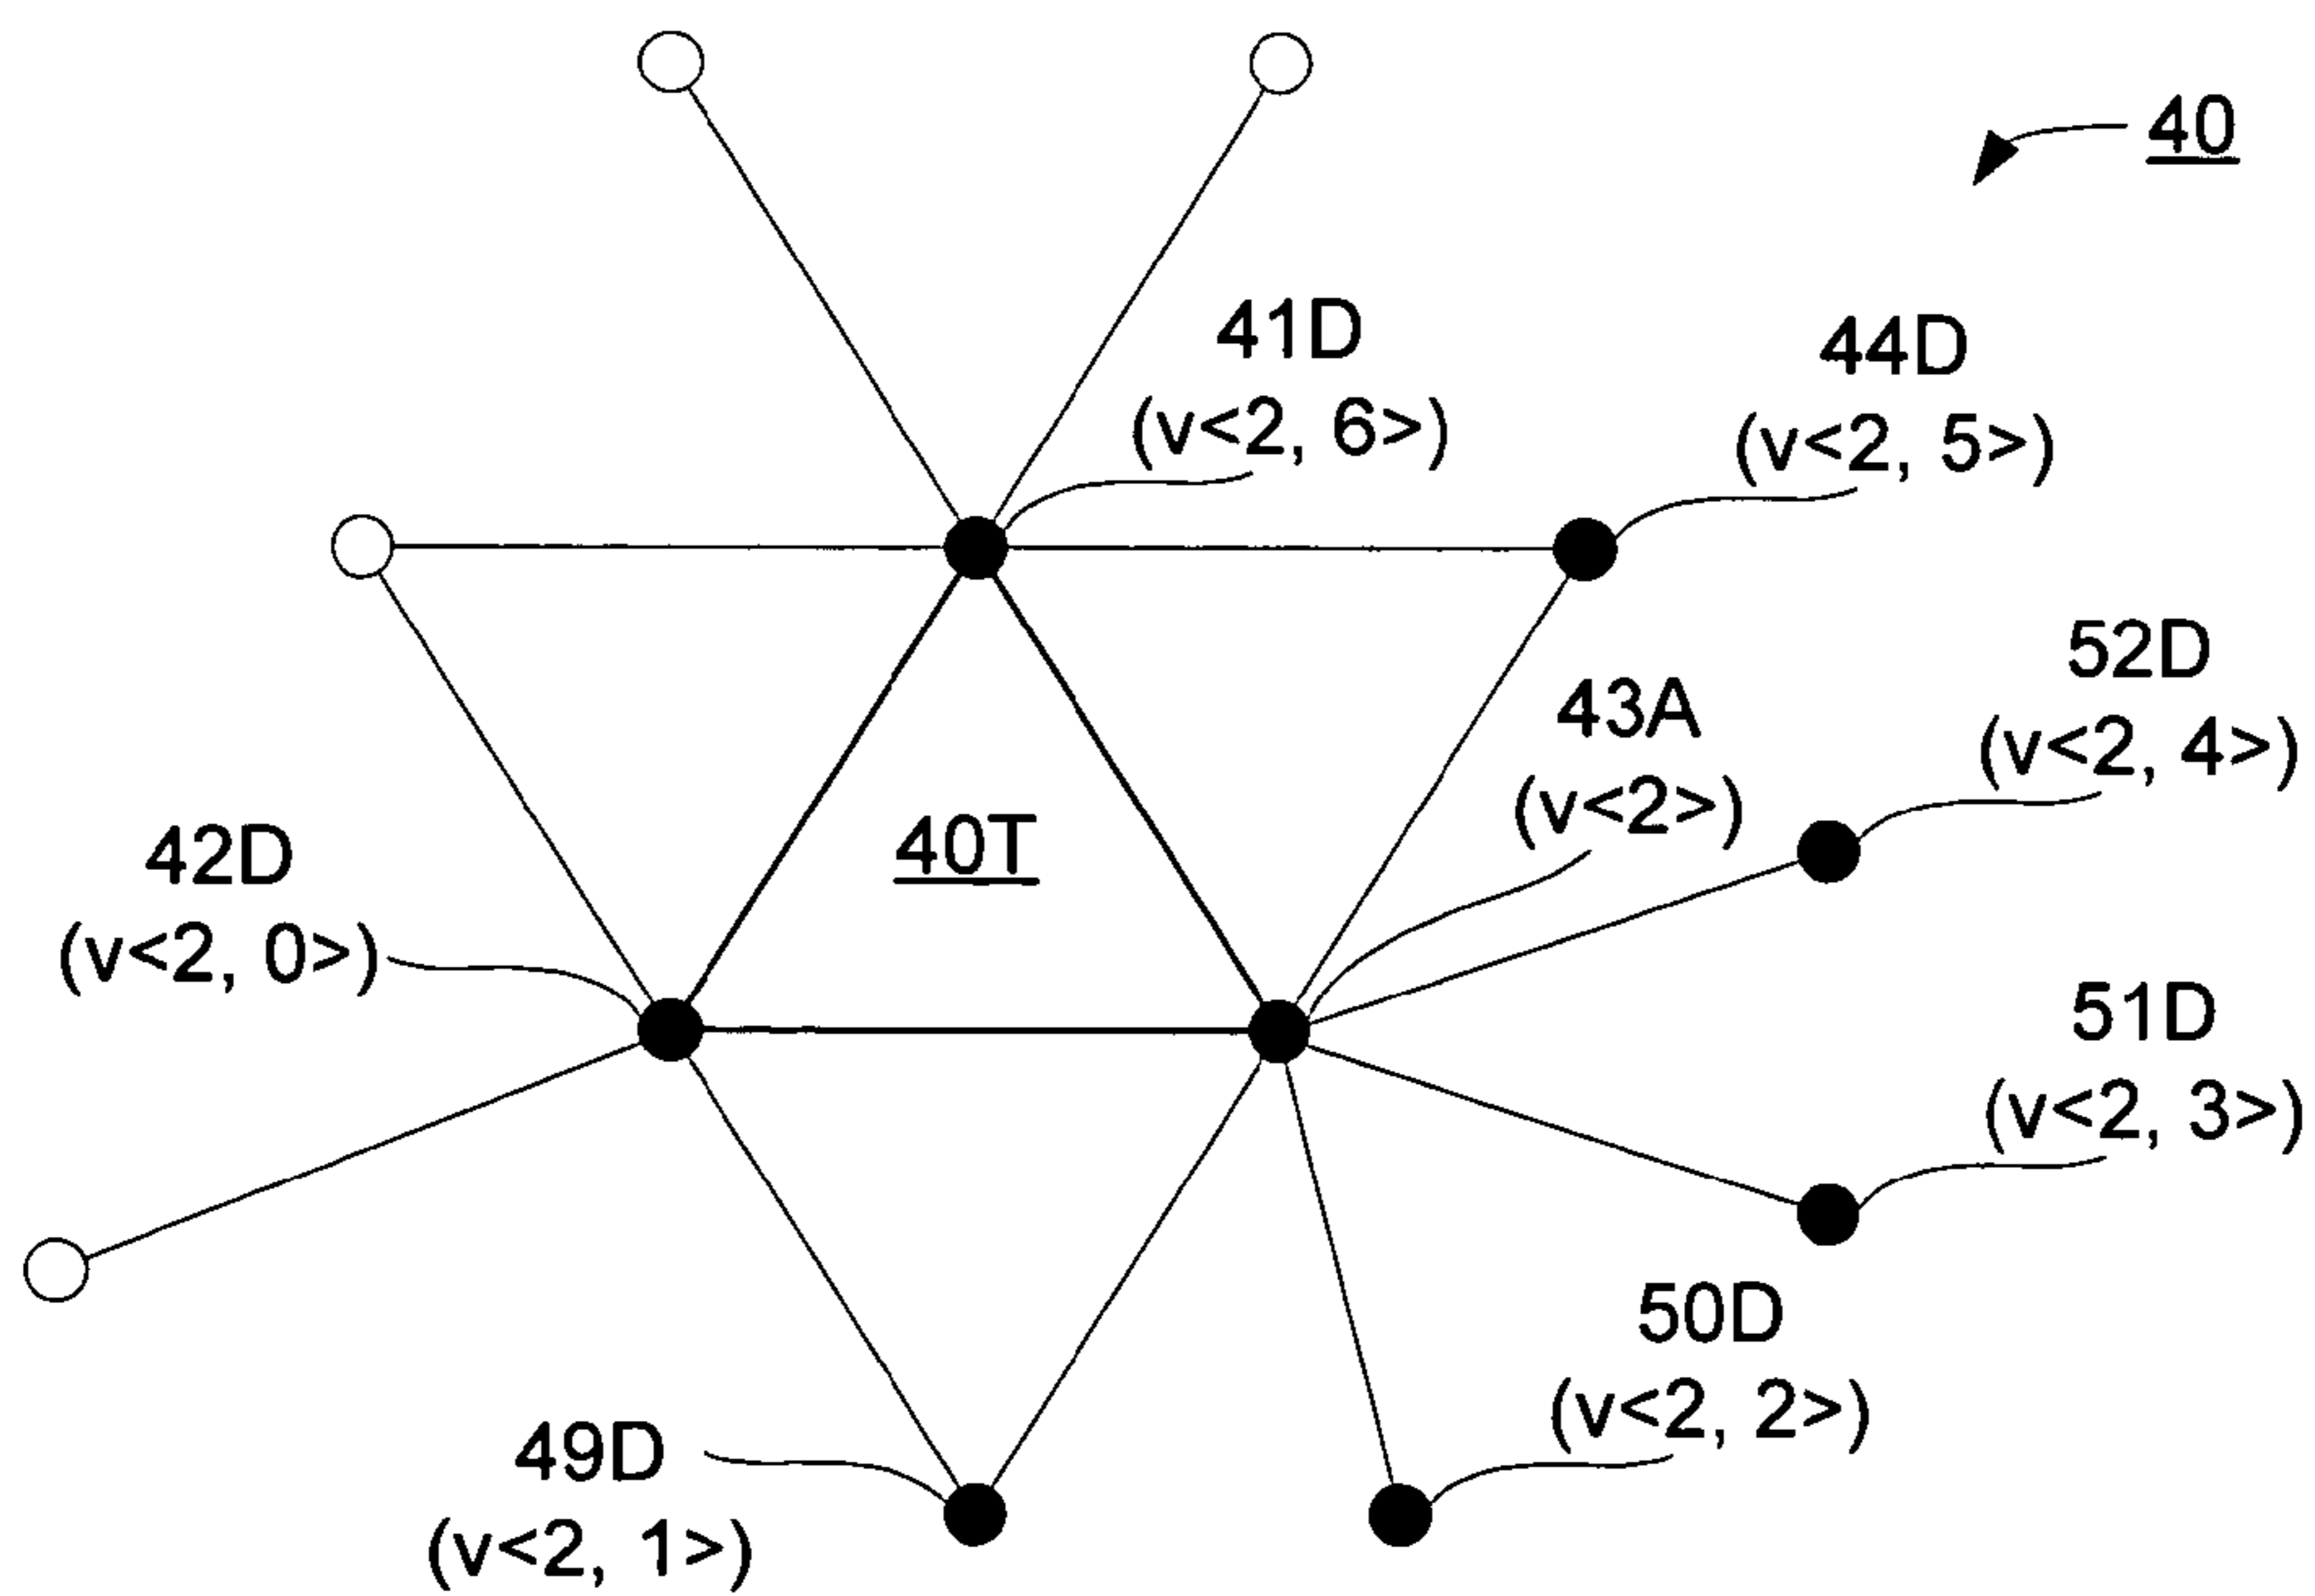 40
41D
(v<2, 6>)
44D
(v<2, 5>)
52D
(v<2, 4>)
43A
(v<2>)
40T
42D
(v<2, 0>)
51D
(v<2, 3>)
50D
(v<2, 2>)
49D
(v<2, 1>)